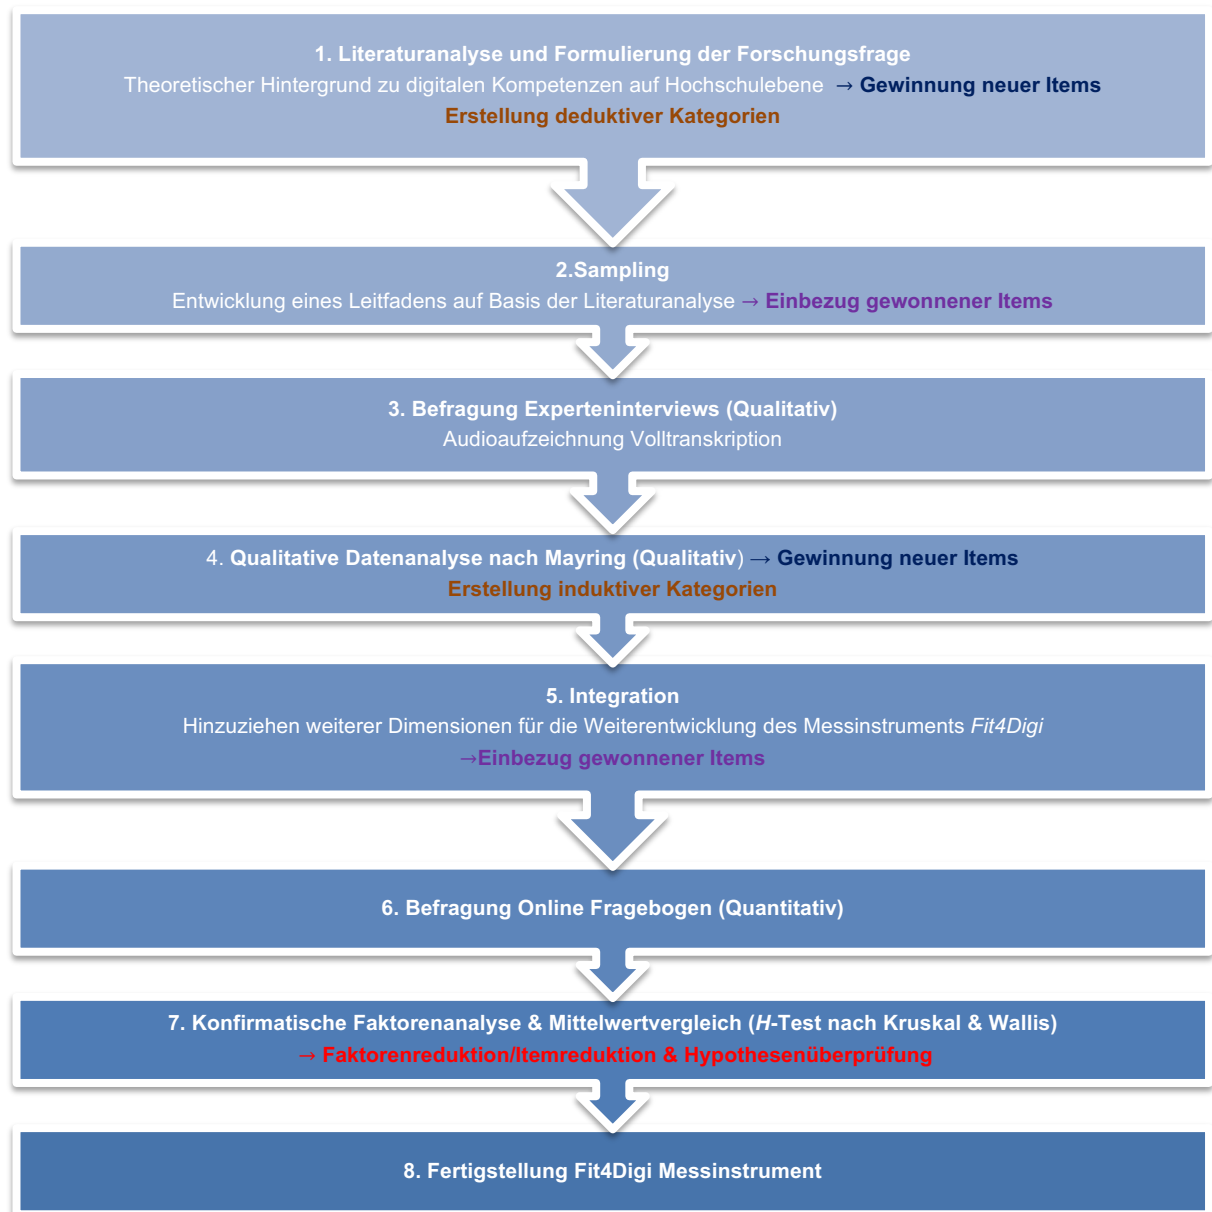 1. Literaturanalyse und Formulierung der Forschungsfrage
Theoretischer Hintergrund zu digitalen Kompetenzen auf Hochschulebene → Gewinnung neuer Items
Erstellung deduktiver Kategorien
2.Sampling
Entwicklung eines Leitfadens auf Basis der Literaturanalyse → Einbezug gewonnener Items
3. Befragung Experteninterviews (Qualitativ)
Audioaufzeichnung Volltranskription
4. Qualitative Datenanalyse nach Mayring (Qualitativ) → Gewinnung neuer Items
Erstellung induktiver Kategorien
5. Integration
Hinzuziehen weiterer Dimensionen für die Weiterentwicklung des Messinstruments Fit4Digi
→Einbezug gewonnener Items
6. Befragung Online Fragebogen (Quantitativ)
7. Konfirmatische Faktorenanalyse & Mittelwertvergleich (H-Test nach Kruskal & Wallis)
→ Faktorenreduktion/Itemreduktion & Hypothesenüberprüfung
8. Fertigstellung Fit4Digi Messinstrument